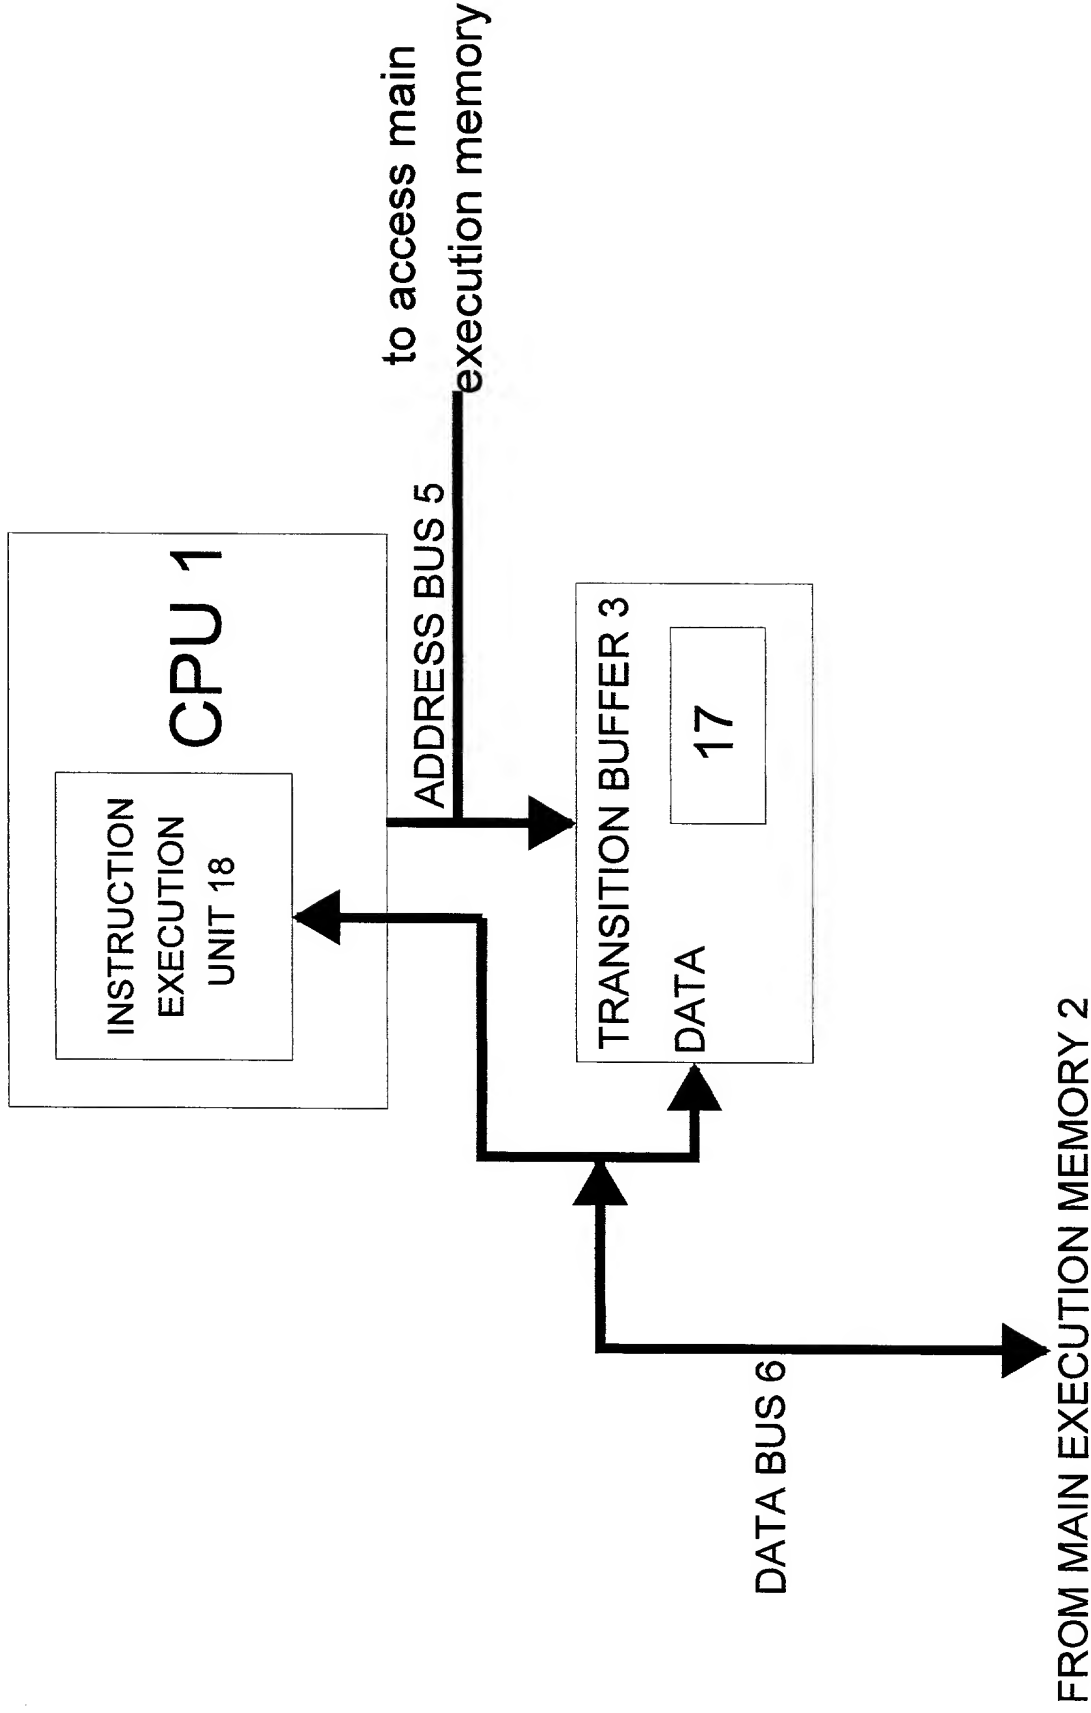 INSTRUCTION
EXECUTION
UNIT 18
CPU 1
ADDRESS BUS 5
to access main
execution memory
TRANSITION BUFFER 3
DATA
17
DATA BUS 6
FROM MAIN EXECUTION MEMORY 2